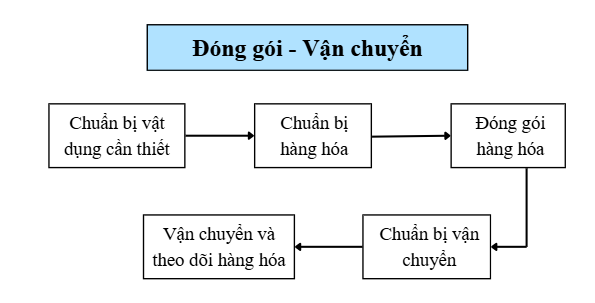 Đóng gói - Vận chuyển
Chuẩn bị vật
dụng cần thiết
Chuẩn bị
hàng hóa
Đóng gói
hàng hóa
Chuẩn bị vận
chuyển
Vận chuyển và
theo dõi hàng hóa